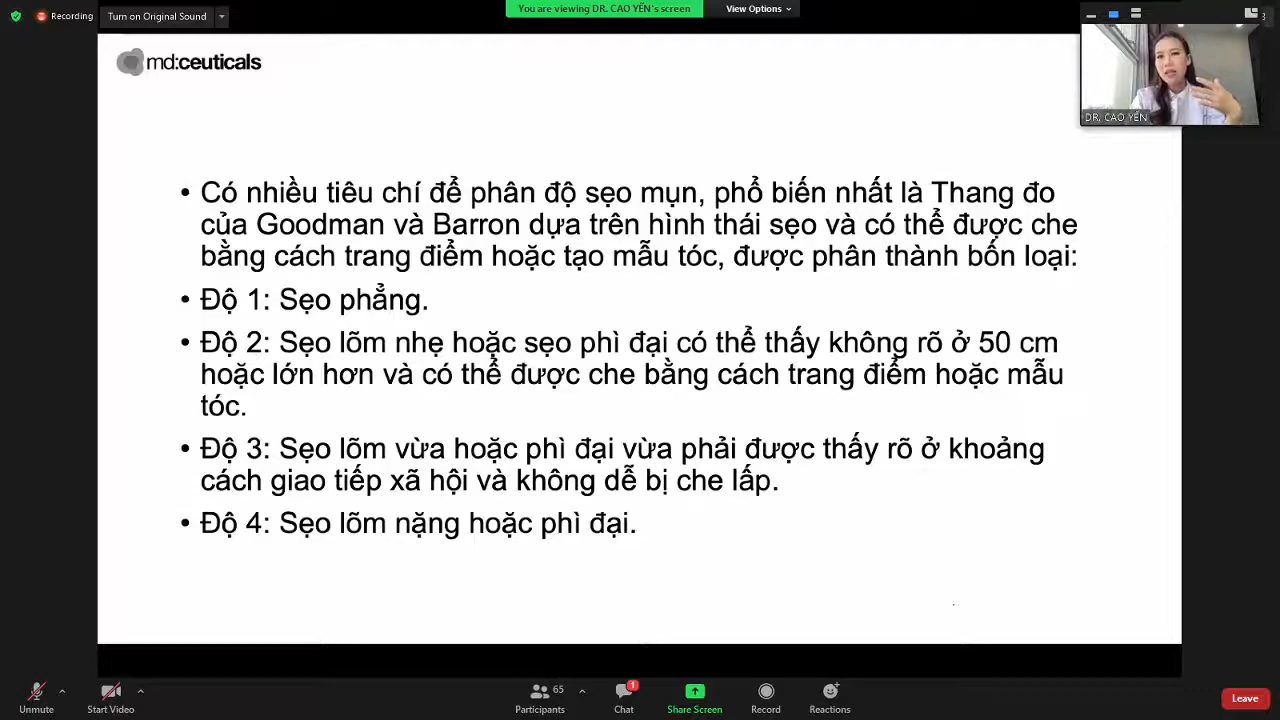 Recording
Turn on Original Sound
You are viewing DR. CAO YẾN's screen
View Options
md:ceuticals
DR. CAO YẾN
• Có nhiều tiêu chí để phân độ sẹo mụn, phổ biến nhất là Thang đo
của Goodman và Barron dựa trên hình thái sẹo và có thể được che
bằng cách trang điểm hoặc tạo mẫu tóc, được phân thành bốn loại:
• Độ 1: Sẹo phẳng.
• Độ 2: Sẹo lõm nhẹ hoặc sẹo phì đại có thể thấy không rõ ở 50 cm
hoặc lớn hơn và có thể được che bằng cách trang điểm hoặc mẫu
tóc.
• Độ 3: Sẹo lõm vừa hoặc phì đại vừa phải được thấy rõ ở khoảng
cách giao tiếp xã hội và không dễ bị che lấp.
• Độ 4: Sẹo lõm nặng hoặc phì đại.
Unmute
Start Video
65
Participants
1
Chat
Share Screen
Record
Reactions
Leave